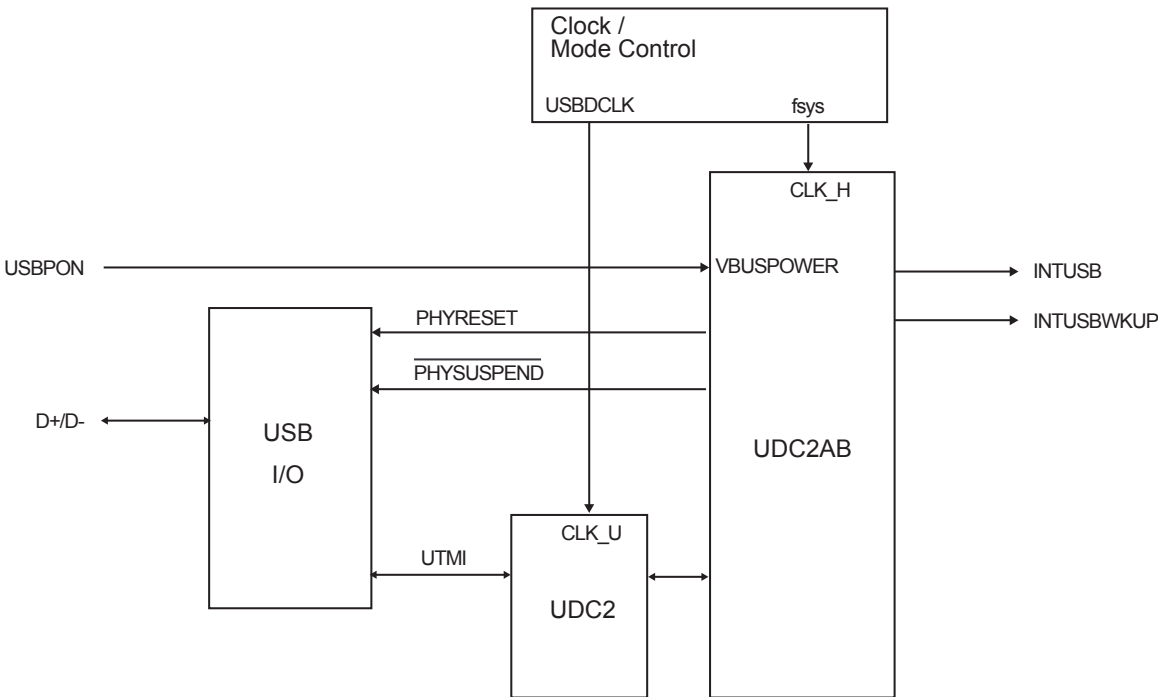 Clock /
Mode Control
USBDCLK
fsys
CLK_H
USBPON
VBUSPOWER
INTUSB
PHYRESET
INTUSBWKUP
PHYSUSPEND
D+/D-
USB
I/O
UDC2AB
CLK_U
UTMI
UDC2